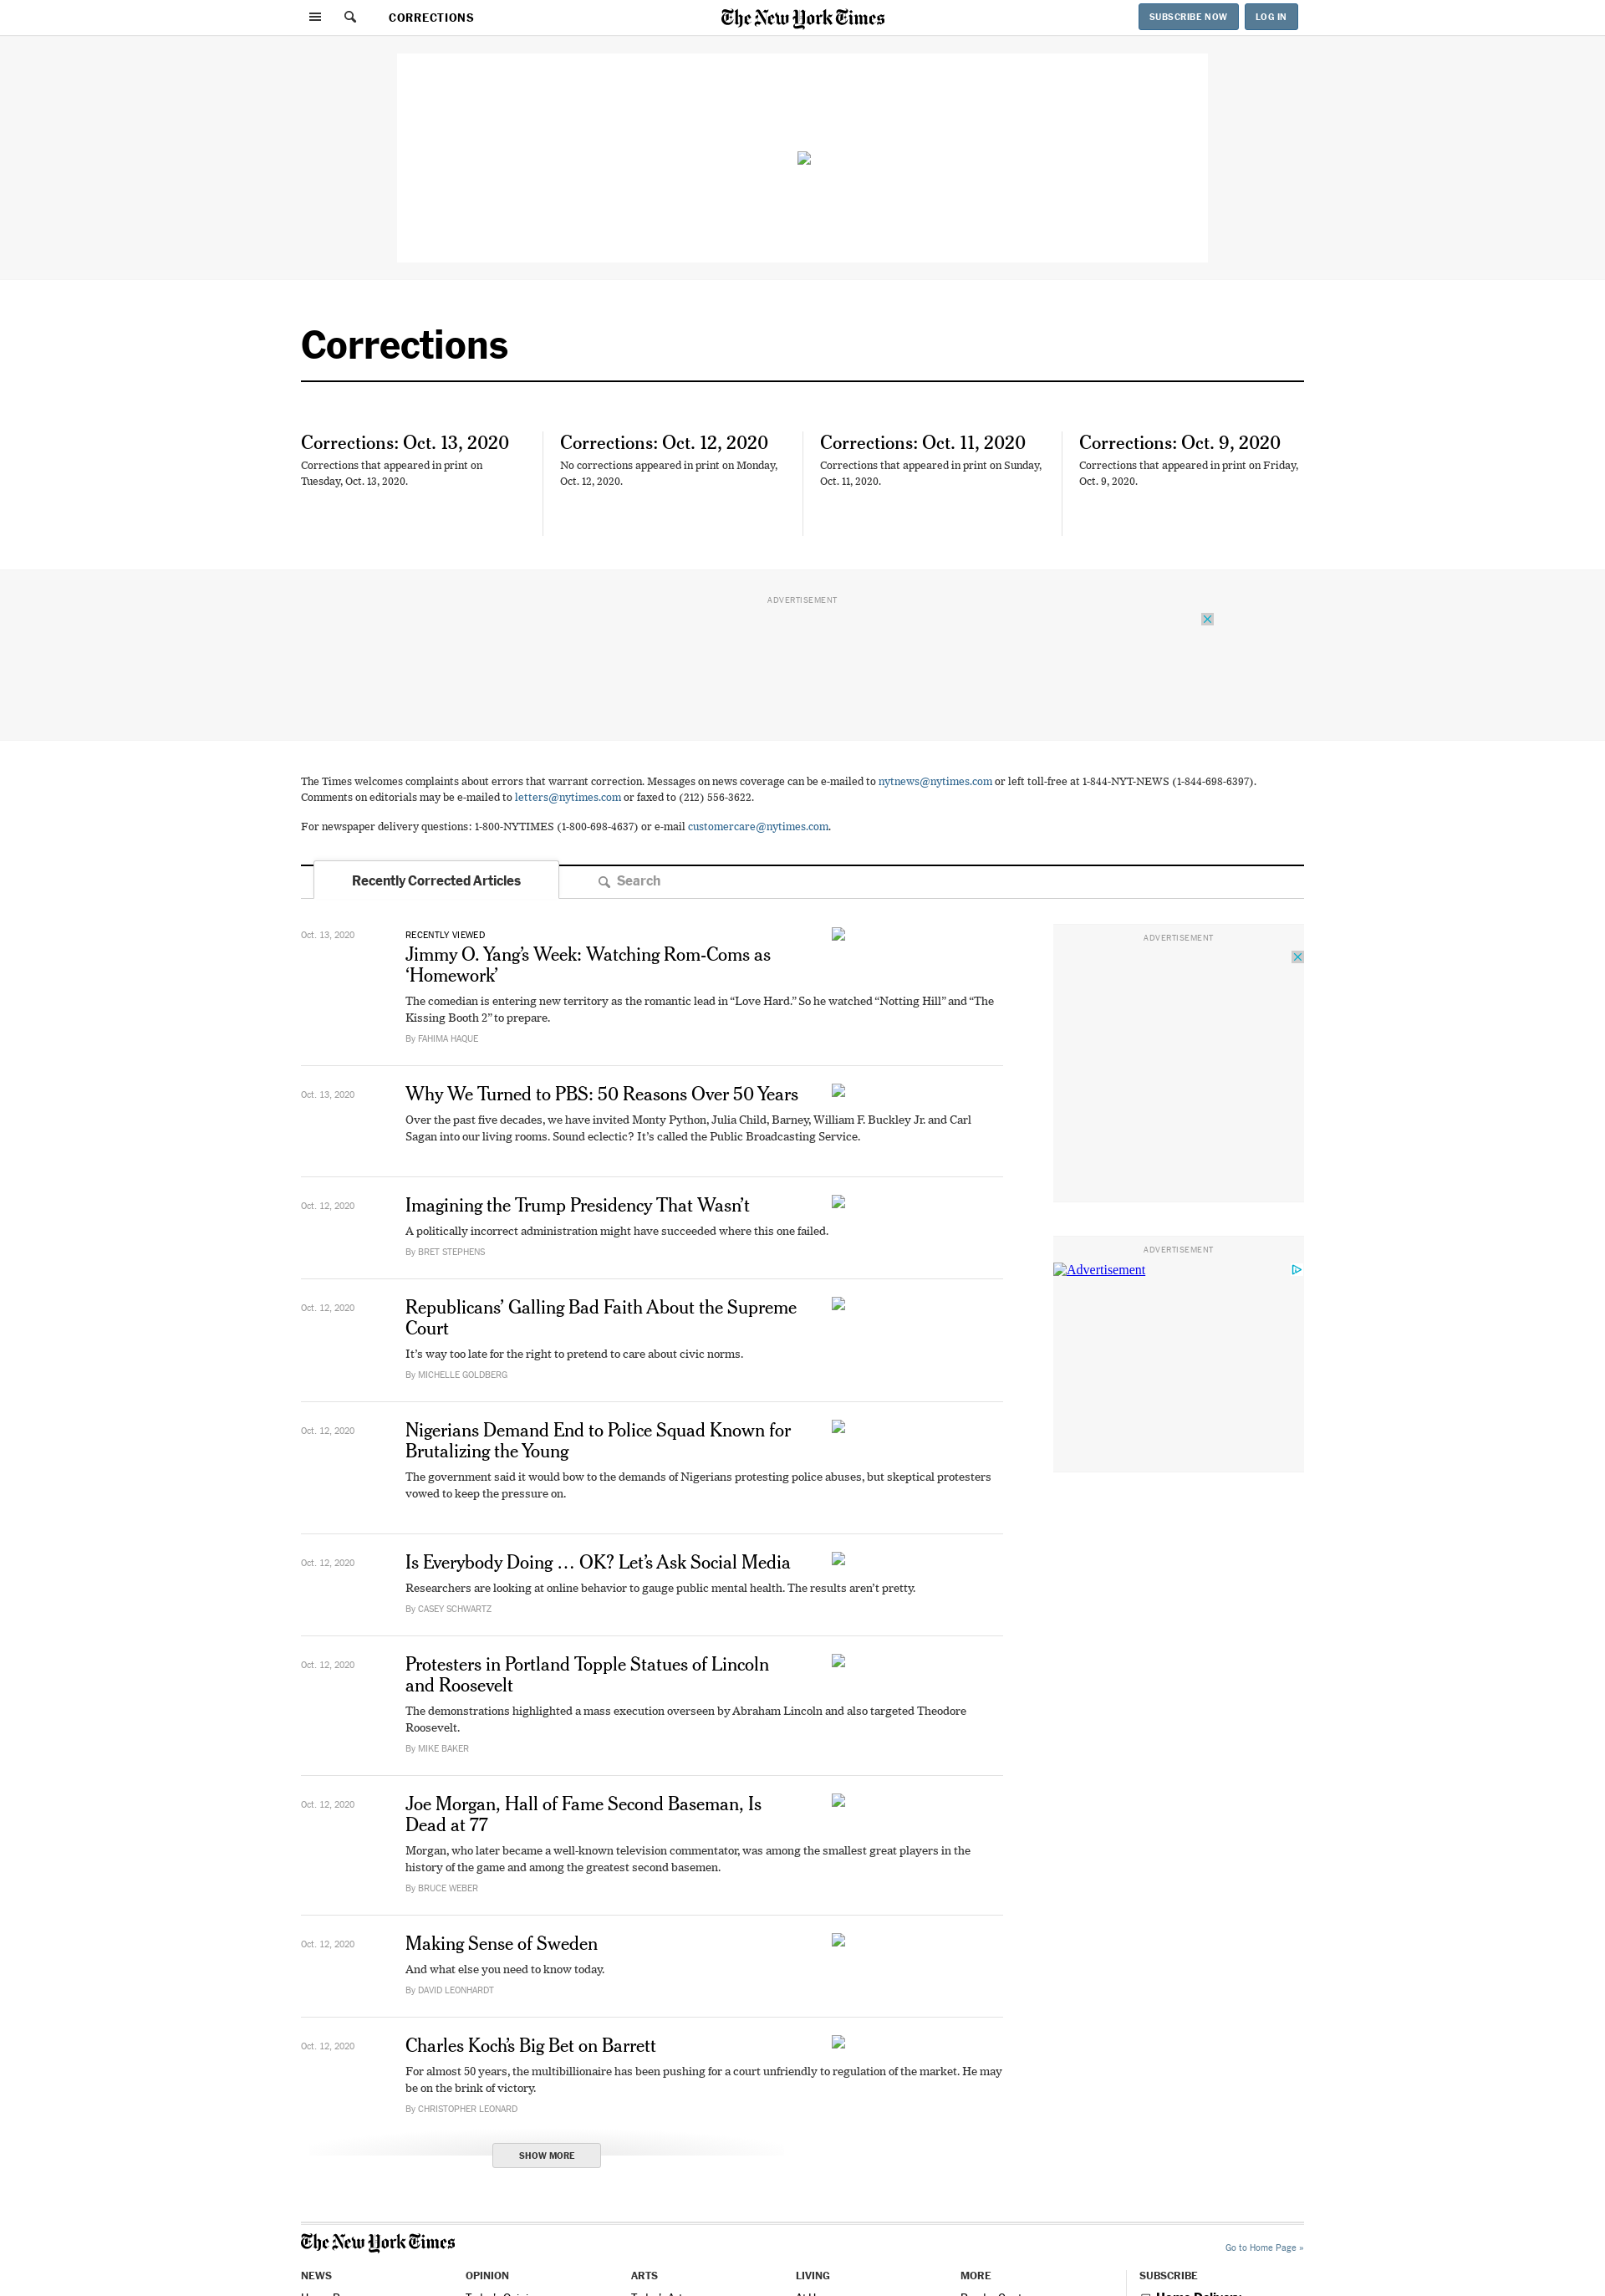 CORRECTIONS
The New York Times
SUBSCRIBE NOW
LOG IN
Corrections
Corrections: Oct. 13, 2020
Corrections that appeared in print on
Tuesday, Oct. 13, 2020.
Corrections: Oct. 12, 2020
No corrections appeared in print on Monday,
Oct. 12, 2020.
Corrections: Oct. 11, 2020
Corrections that appeared in print on Sunday,
Oct. 11, 2020.
Corrections: Oct. 9, 2020
Corrections that appeared in print on Friday,
Oct. 9, 2020.
ADVERTISEMENT
The Times welcomes complaints about errors that warrant correction. Messages on news coverage can be e-mailed to nytnews@nytimes.com or left toll-free at 1-844-NYT-NEWS (1-844-698-6397).
Comments on editorials may be e-mailed to letters@nytimes.com or faxed to (212) 556-3622.
For newspaper delivery questions: 1-800-NYTIMES (1-800-698-4637) or e-mail customercare@nytimes.com.
Recently Corrected Articles
Search
Oct. 13, 2020
RECENTLY VIEWED
Jimmy O. Yang’s Week: Watching Rom-Coms as
‘Homework’
The comedian is entering new territory as the romantic lead in “Love Hard.” So he watched “Notting Hill” and “The
Kissing Booth 2” to prepare.
By FAHIMA HAQUE
Oct. 13, 2020
Why We Turned to PBS: 50 Reasons Over 50 Years
Over the past five decades, we have invited Monty Python, Julia Child, Barney, William F. Buckley Jr. and Carl
Sagan into our living rooms. Sound eclectic? It’s called the Public Broadcasting Service.
Oct. 12, 2020
Imagining the Trump Presidency That Wasn’t
A politically incorrect administration might have succeeded where this one failed.
By BRET STEPHENS
Oct. 12, 2020
Republicans’ Galling Bad Faith About the Supreme
Court
It’s way too late for the right to pretend to care about civic norms.
By MICHELLE GOLDBERG
Oct. 12, 2020
Nigerians Demand End to Police Squad Known for
Brutalizing the Young
The government said it would bow to the demands of Nigerians protesting police abuses, but skeptical protesters
vowed to keep the pressure on.
Oct. 12, 2020
Is Everybody Doing … OK? Let’s Ask Social Media
Researchers are looking at online behavior to gauge public mental health. The results aren’t pretty.
By CASEY SCHWARTZ
Oct. 12, 2020
Protesters in Portland Topple Statues of Lincoln
and Roosevelt
The demonstrations highlighted a mass execution overseen by Abraham Lincoln and also targeted Theodore
Roosevelt.
By MIKE BAKER
Oct. 12, 2020
Joe Morgan, Hall of Fame Second Baseman, Is
Dead at 77
Morgan, who later became a well-known television commentator, was among the smallest great players in the
history of the game and among the greatest second basemen.
By BRUCE WEBER
Oct. 12, 2020
Making Sense of Sweden
And what else you need to know today.
By DAVID LEONHARDT
Oct. 12, 2020
Charles Koch’s Big Bet on Barrett
For almost 50 years, the multibillionaire has been pushing for a court unfriendly to regulation of the market. He may
be on the brink of victory.
By CHRISTOPHER LEONARD
SHOW MORE
ADVERTISEMENT
ADVERTISEMENT
Advertisement
The New York Times
Go to Home Page »
NEWS
OPINION
ARTS
LIVING
MORE
SUBSCRIBE